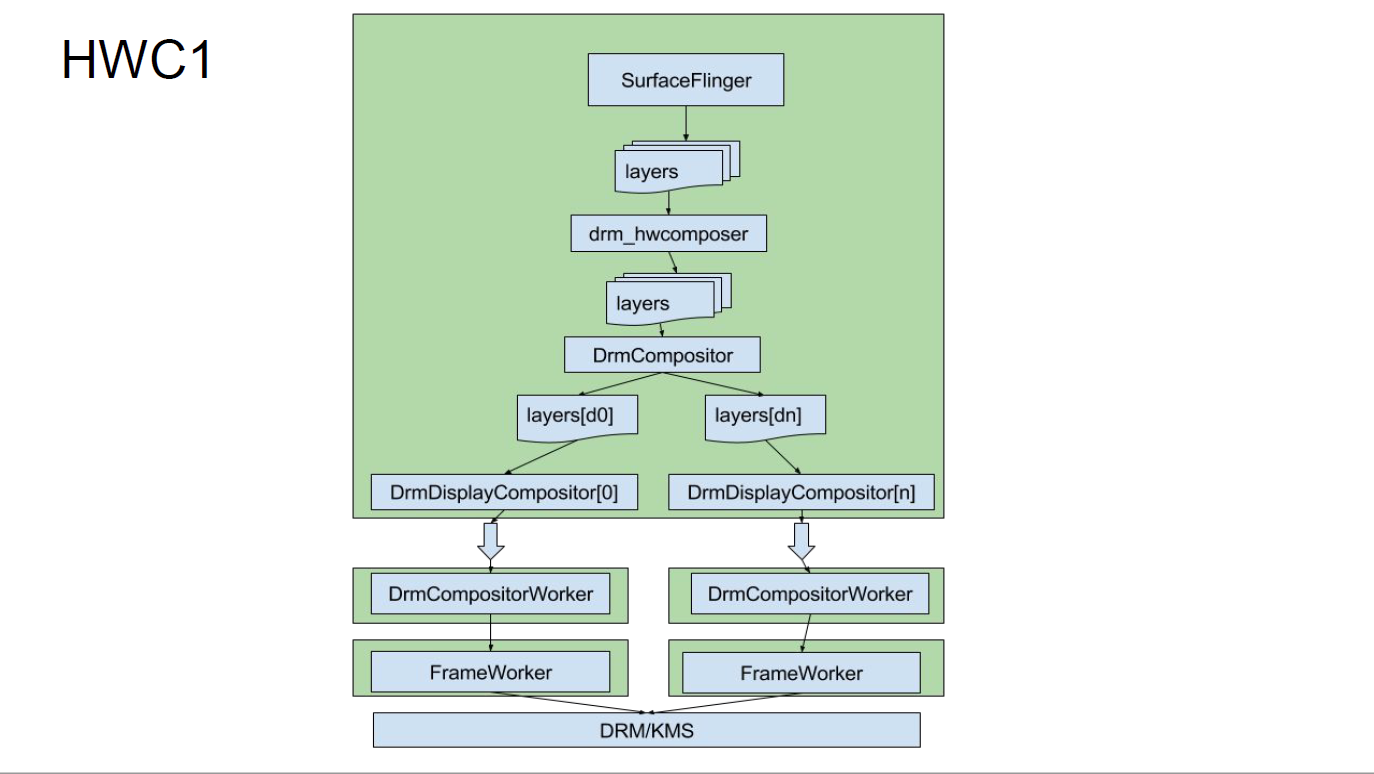 HWC1
SurfaceFlinger
layers
drm_hwcomposer
layers
DrmCompositor
layers[d0]
layers[dn]
DrmDisplayCompositor[0]
DrmDisplayCompositor[n]
DrmCompositorWorker
DrmCompositorWorker
FrameWorker
FrameWorker
DRM/KMS